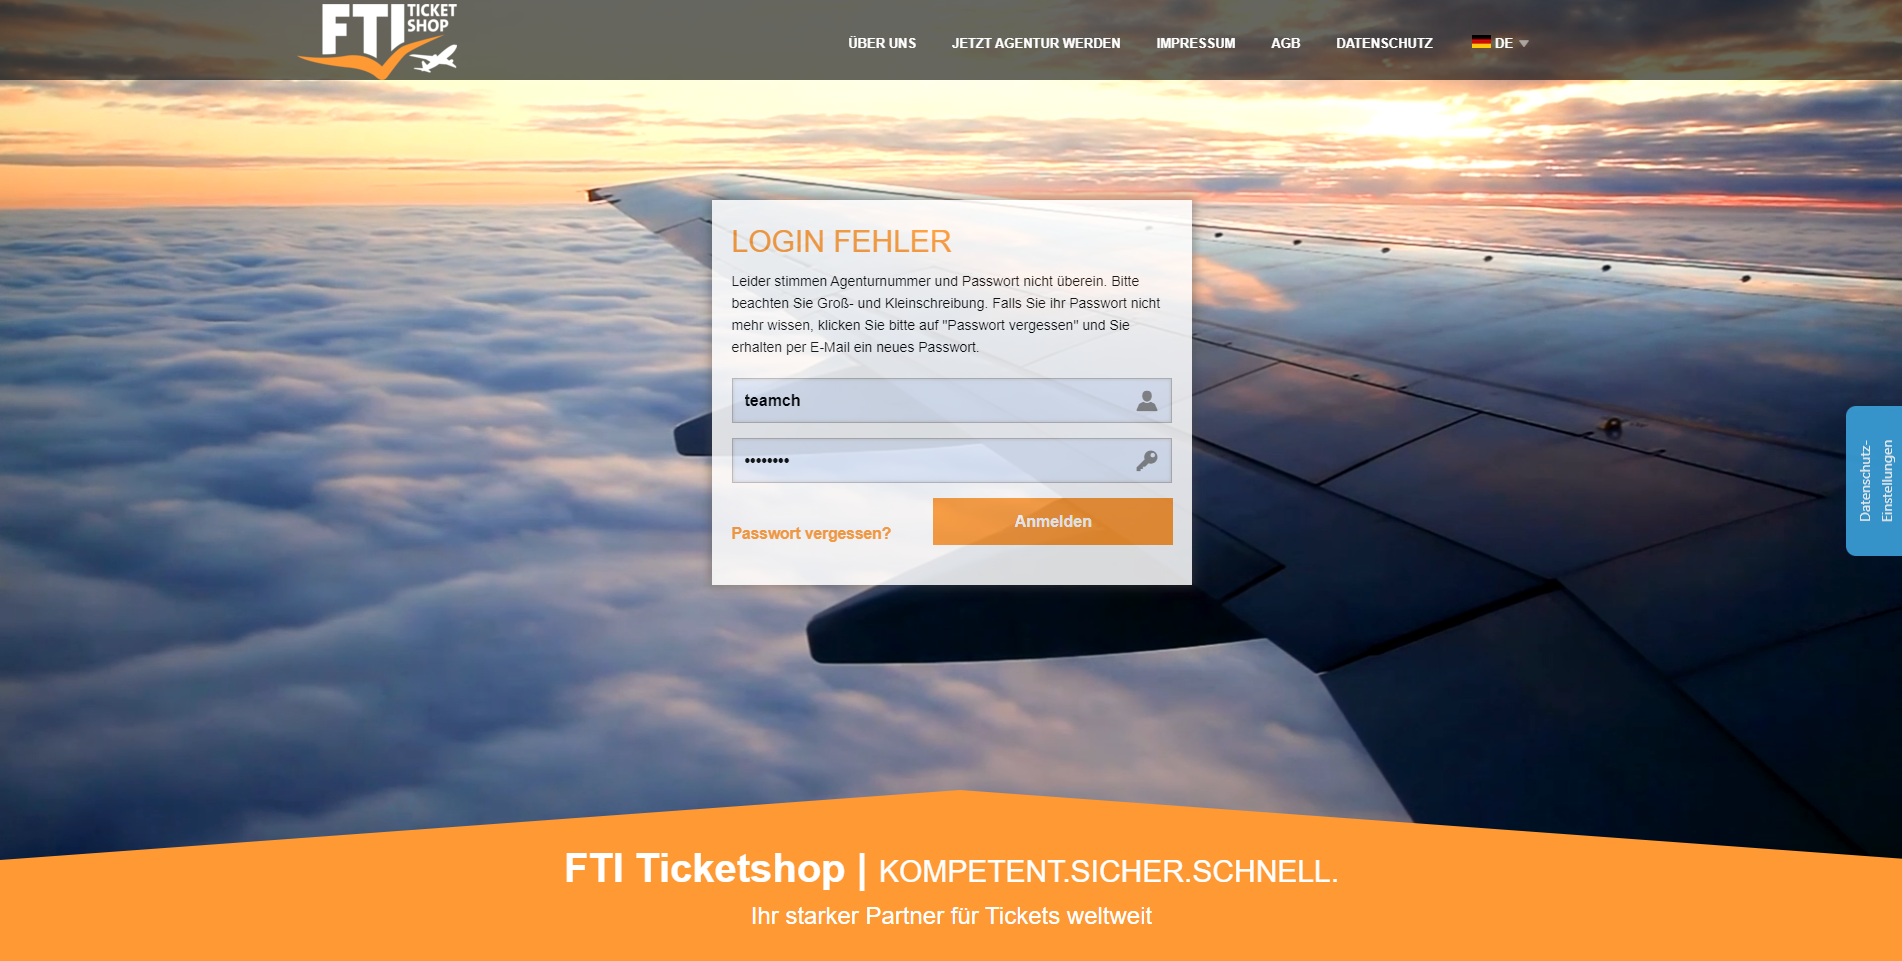 FTI TICKET SHOP
ÜBER UNS
JETZT AGENTUR WERDEN
IMPRESSUM
AGB
DATENSCHUTZ
DE
LOGIN FEHLER
Leider stimmen Agenturnummer und Passwort nicht überein. Bitte
beachten Sie Groß- und Kleinschreibung. Falls Sie ihr Passwort nicht
mehr wissen, klicken Sie bitte auf "Passwort vergessen" und Sie
erhalten per E-Mail ein neues Passwort.
teamch
••••••••
Passwort vergessen?
Anmelden
Datenschutz-
Einstellungen
FTI Ticketshop | KOMPETENT.SICHER.SCHNELL.
Ihr starker Partner für Tickets weltweit